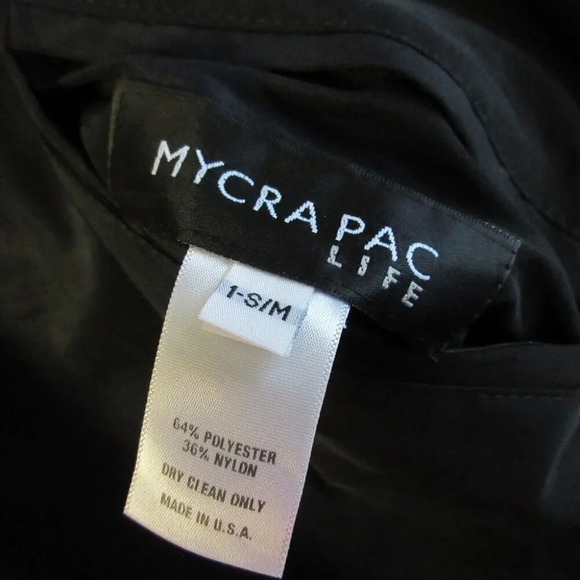 MYCRA PAC
LIFE
1-S/M
64% POLYESTER
36% NYLON
DRY CLEAN ONLY
MADE IN U.S.A.